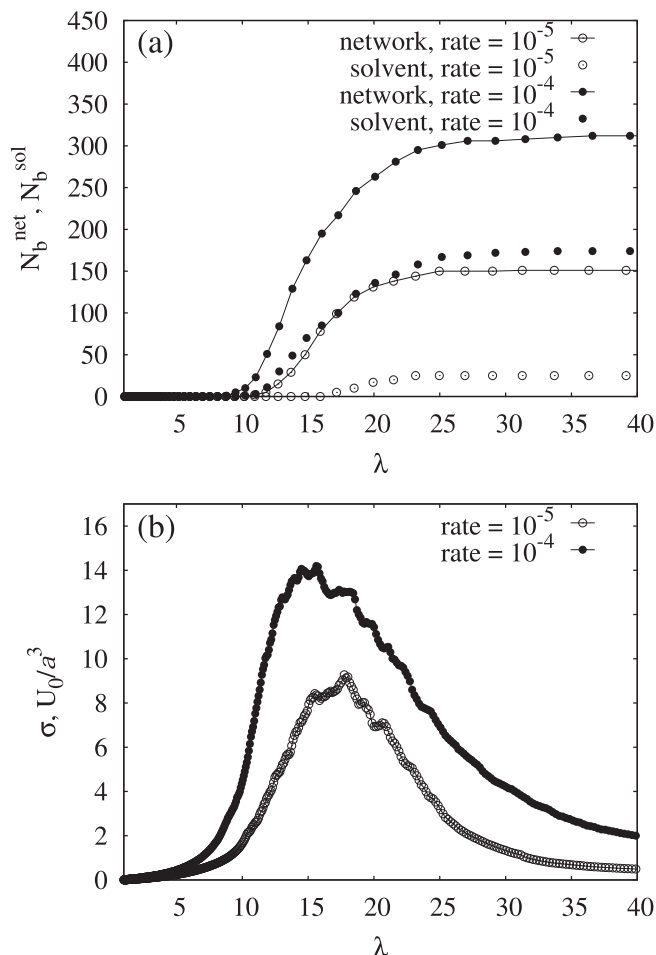 450
400
350
300
250
200
150
100
50
0
N_b^net, N_b^sol
(a)
network, rate = 10^-5
solvent, rate = 10^-5
network, rate = 10^-4
solvent, rate = 10^-4
5 10 15 20 25 30 35 40
λ
16
14
12
10
8
6
4
2
0
σ, U_0/a^3
(b)
rate = 10^-5
rate = 10^-4
5 10 15 20 25 30 35 40
λ